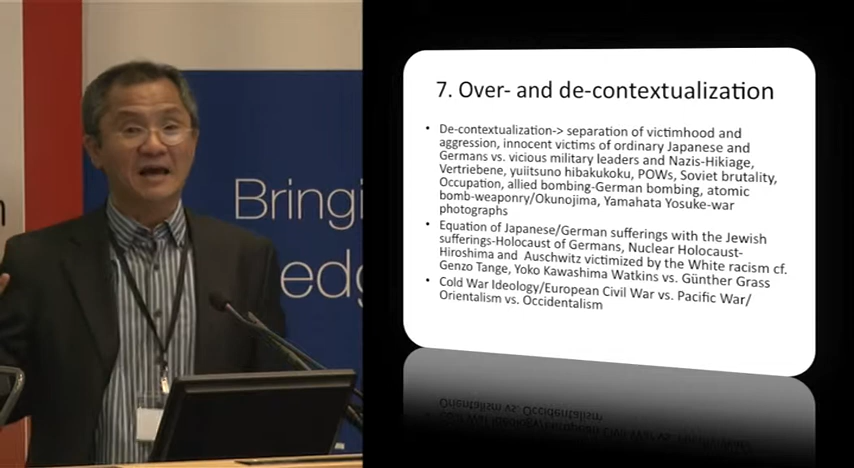 Bringi
edg
7. Over- and de-contextualization
• De-contextualization-> separation of victimhood and
aggression, innocent victims of ordinary Japanese and
Germans vs. vicious military leaders and Nazis-Hikiage,
Vertriebene, yuiitsuno hibakukoku, POWs, Soviet brutality,
Occupation, allied bombing-German bombing, atomic
bomb-weaponry/Okunojima, Yamahata Yosuke-war
photographs
• Equation of Japanese/German sufferings with the Jewish
sufferings-Holocaust of Germans, Nuclear Holocaust-
Hiroshima and Auschwitz victimized by the White racism cf.
Genzo Tange, Yoko Kawashima Watkins vs. Günther Grass
• Cold War Ideology/European Civil War vs. Pacific War/
Orientalism vs. Occidentalism